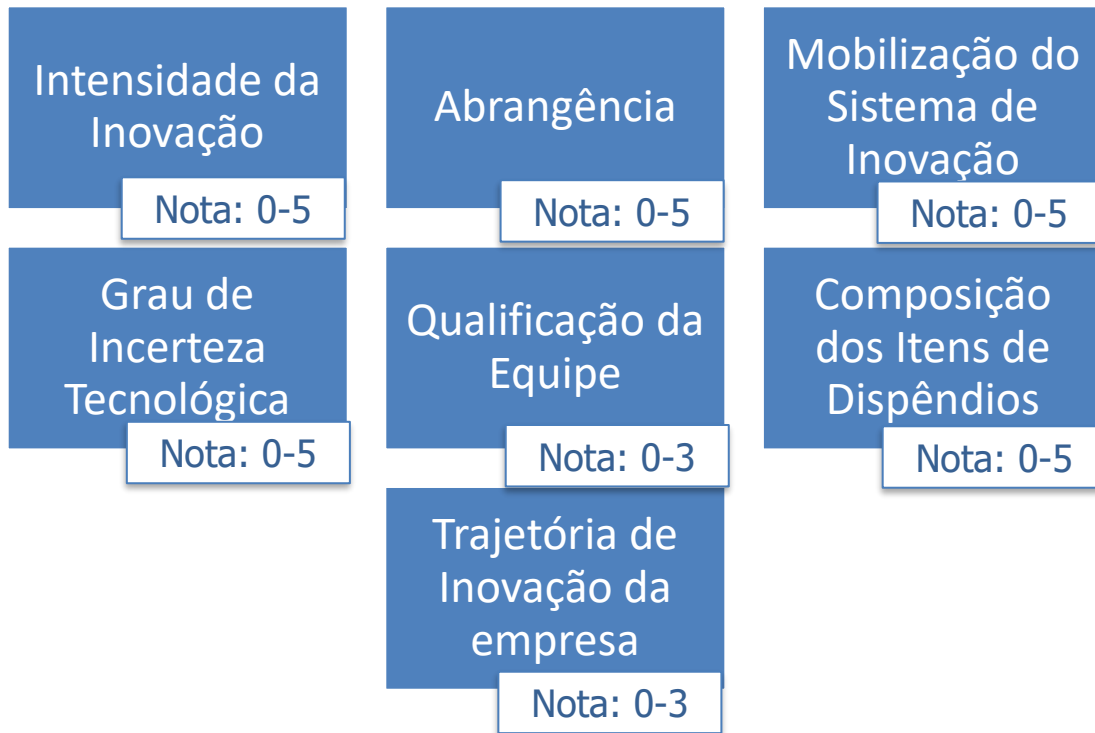 Intensidade da
Inovação
Nota: 0-5
Abrangência
Nota: 0-5
Mobilização do
Sistema de
Inovação
Nota: 0-5
Grau de
Incerteza
Tecnológica
Nota: 0-5
Qualificação da
Equipe
Nota: 0-3
Composição
dos Itens de
Dispêndios
Nota: 0-5
Trajetória de
Inovação da
empresa
Nota: 0-3